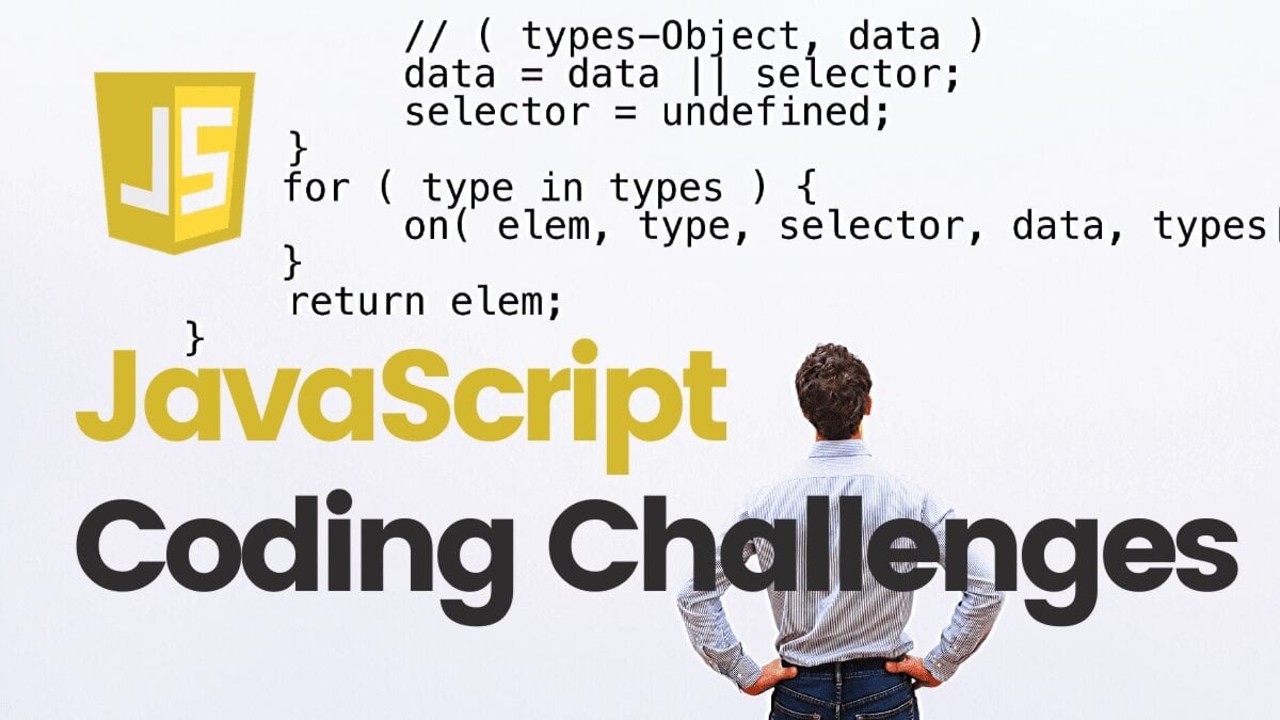 // ( types-Object, data )
data = data || selector;
selector = undefined;
}
for ( type in types ) {
on( elem, type, selector, data, types
}
return elem;
}
JS
JavaScript
Coding Challenges